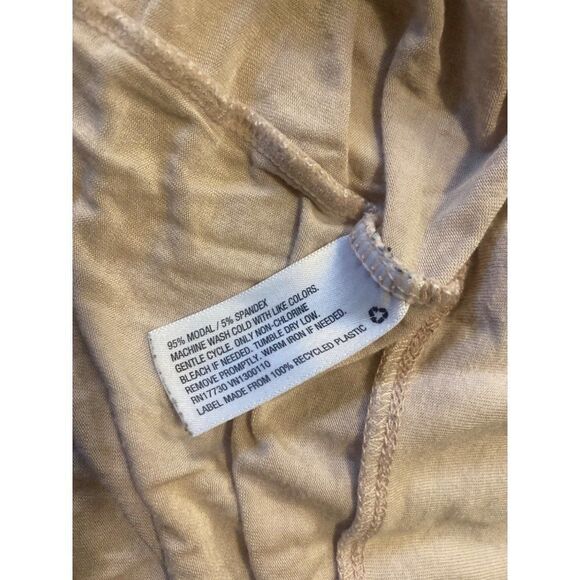 95% MODAL / 5% SPANDEX
MACHINE WASH COLD WITH LIKE COLORS.
GENTLE CYCLE. ONLY NON-CHLORINE
BLEACH IF NEEDED. TUMBLE DRY LOW.
REMOVE PROMPTLY. WARM IRON IF NEEDED.
RN17730 VN1300110
LABEL MADE FROM 100% RECYCLED PLASTIC